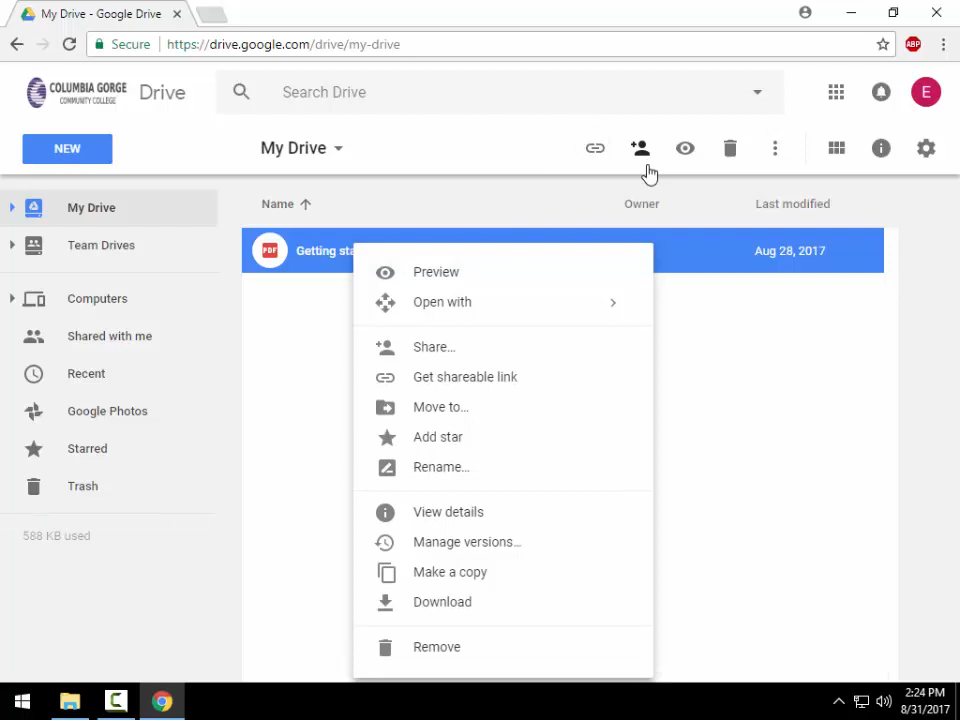 My Drive - Google Drive
Secure
https://drive.google.com/drive/my-drive
ABP
COLUMBIA GORGE
COMMUNITY COLLEGE
Drive
Search Drive
E
NEW
My Drive
My Drive
Team Drives
Computers
Shared with me
Recent
Google Photos
Starred
Trash
588 KB used
Name
Owner
Last modified
PDF
Getting sta
Aug 28, 2017
Preview
Open with
Share...
Get shareable link
Move to...
Add star
Rename...
View details
Manage versions...
Make a copy
Download
Remove
2:24 PM
8/31/2017